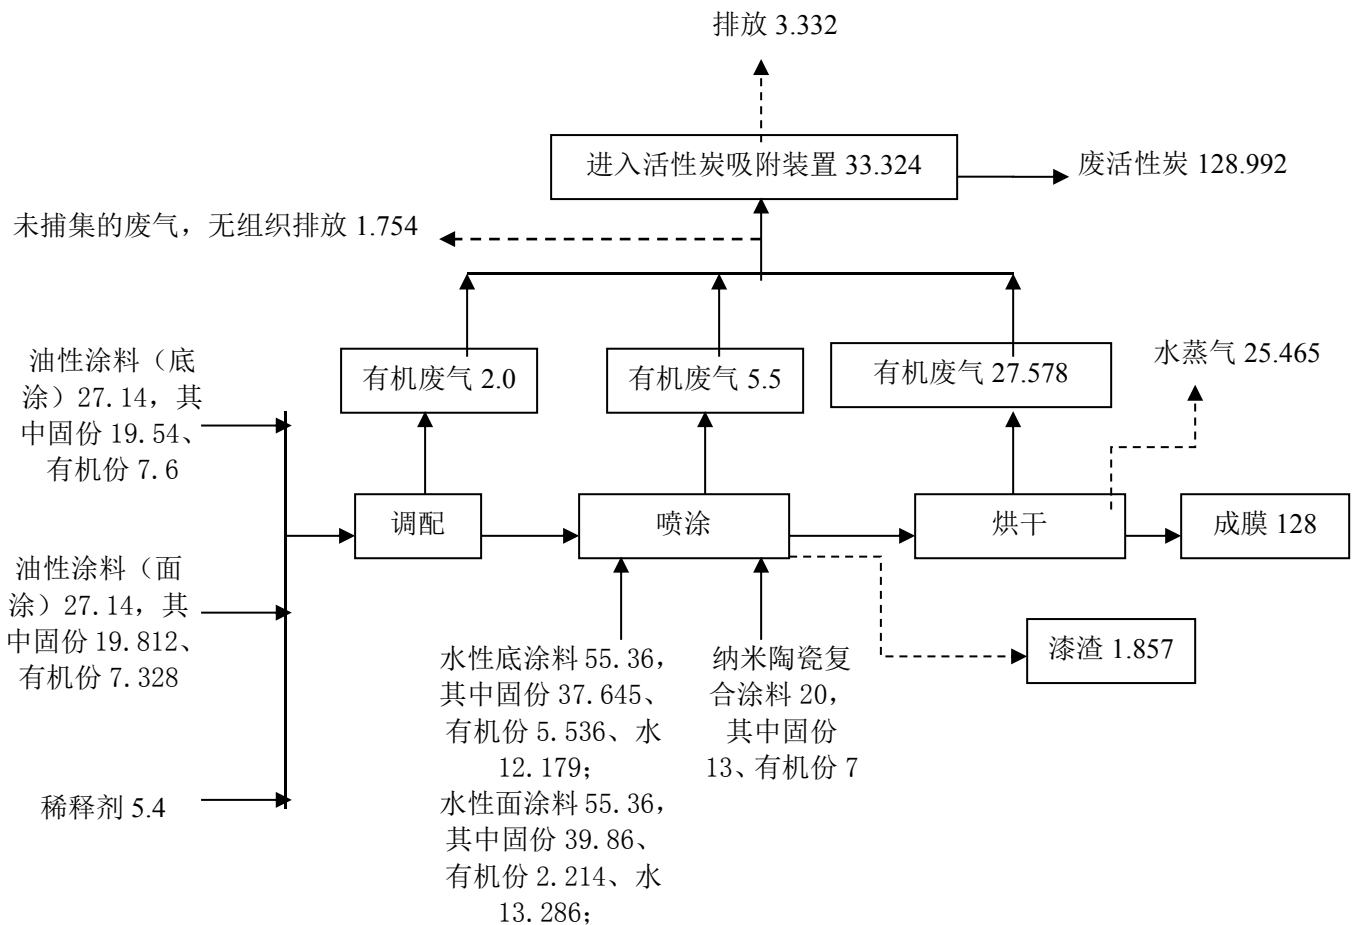 排放 3.332
进入活性炭吸附装置 33.324
废活性炭 128.992
未捕集的废气，无组织排放 1.754
油性涂料（底
涂）27.14，其
中固份 19.54、
有机份 7.6
有机废气 2.0
有机废气 5.5
有机废气 27.578
水蒸气 25.465
调配
喷涂
烘干
成膜 128
油性涂料（面
涂）27.14，其
中固份 19.812、
有机份 7.328
漆渣 1.857
水性底涂料 55.36，
其中固份 37.645、
有机份 5.536、水
12.179；
水性面涂料 55.36，
其中固份 39.86、
有机份 2.214、水
13.286；
纳米陶瓷复
合涂料 20，
其中固份
13、有机份 7
稀释剂 5.4